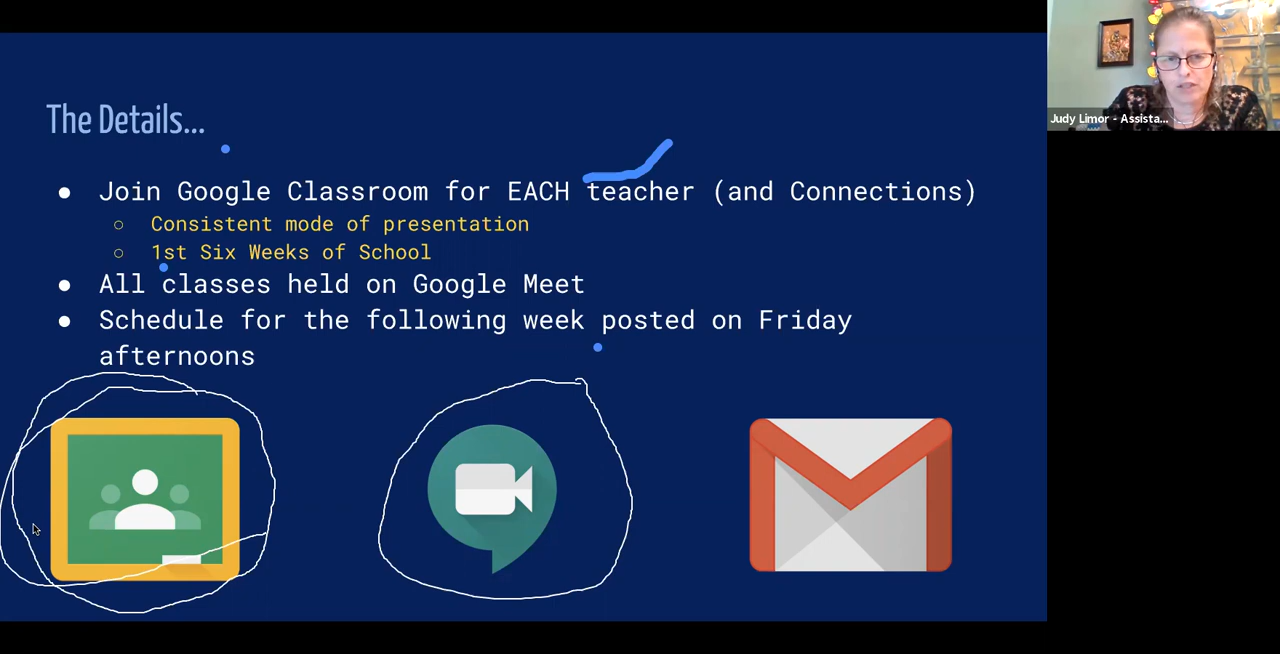 The Details...
● Join Google Classroom for EACH teacher (and Connections)
○ Consistent mode of presentation
○ 1st Six Weeks of School
● All classes held on Google Meet
● Schedule for the following week posted on Friday
afternoons
Judy Limor - Assista...